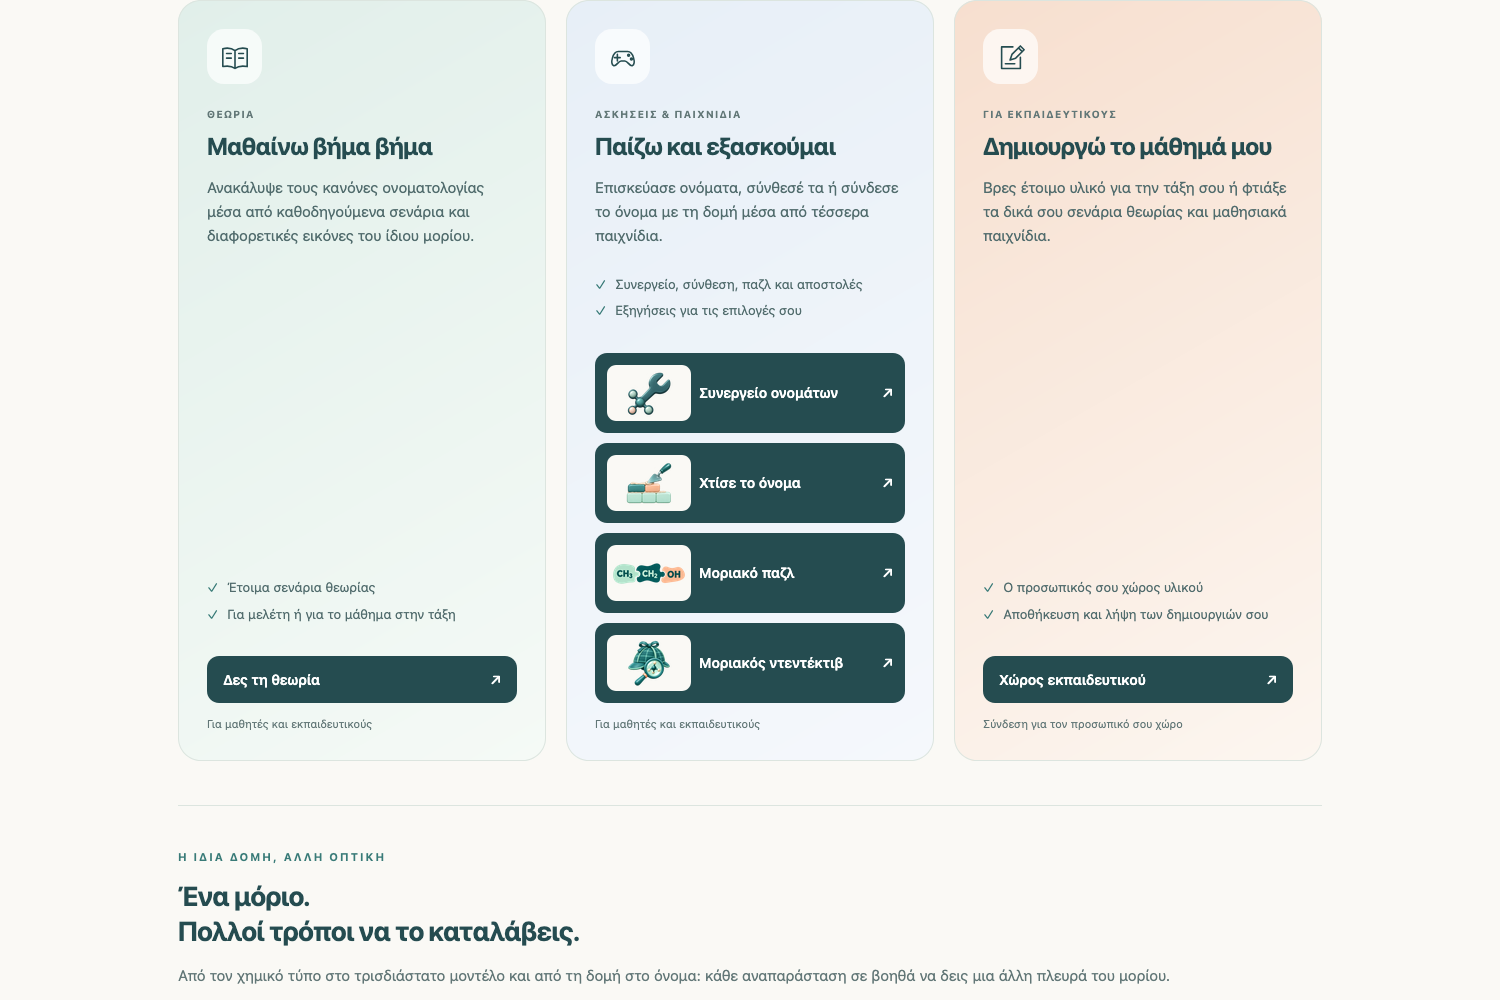 ΘΕΩΡΙΑ
Μαθαίνω βήμα βήμα
Ανακάλυψε τους κανόνες ονοματολογίας
μέσα από καθοδηγούμενα σενάρια και
διαφορετικές εικόνες του ίδιου μορίου.
Έτοιμα σενάρια θεωρίας
Για μελέτη ή για το μάθημα στην τάξη
Δες τη θεωρία
Για μαθητές και εκπαιδευτικούς
ΑΣΚΗΣΕΙΣ & ΠΑΙΧΝΙΔΙΑ
Παίζω και εξασκούμαι
Επισκεύασε ονόματα, σύνθεσέ τα ή σύνδεσε
το όνομα με τη δομή μέσα από τέσσερα
παιχνίδια.
Συνεργείο, σύνθεση, παζλ και αποστολές
Εξηγήσεις για τις επιλογές σου
Συνεργείο ονομάτων
Χτίσε το όνομα
CH₃ CH₂ OH
Μοριακό παζλ
Μοριακός ντεντέκτιβ
Για μαθητές και εκπαιδευτικούς
ΓΙΑ ΕΚΠΑΙΔΕΥΤΙΚΟΥΣ
Δημιουργώ το μάθημά μου
Βρες έτοιμο υλικό για την τάξη σου ή φτιάξε
τα δικά σου σενάρια θεωρίας και μαθησιακά
παιχνίδια.
Ο προσωπικός σου χώρος υλικού
Αποθήκευση και λήψη των δημιουργιών σου
Χώρος εκπαιδευτικού
Σύνδεση για τον προσωπικό σου χώρο
Η ΙΔΙΑ ΔΟΜΗ, ΑΛΛΗ ΟΠΤΙΚΗ
Ένα μόριο.
Πολλοί τρόποι να το καταλάβεις.
Από τον χημικό τύπο στο τρισδιάστατο μοντέλο και από τη δομή στο όνομα: κάθε αναπαράσταση σε βοηθά να δεις μια άλλη πλευρά του μορίου.